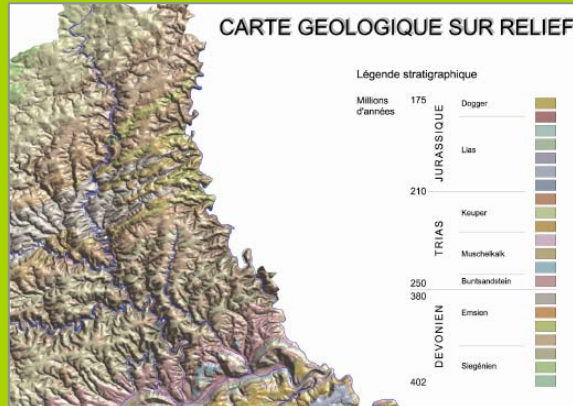 CARTE GEOLOGIQUE SUR RELIEF
Légende stratigraphique
Millions
d'années
175
JURASSIQUE
Dogger
Lias
210
TRIAS
Keuper
Muschelkalk
Buntsandstein
250
380
DEVONIEN
Emsien
Siegénien
402